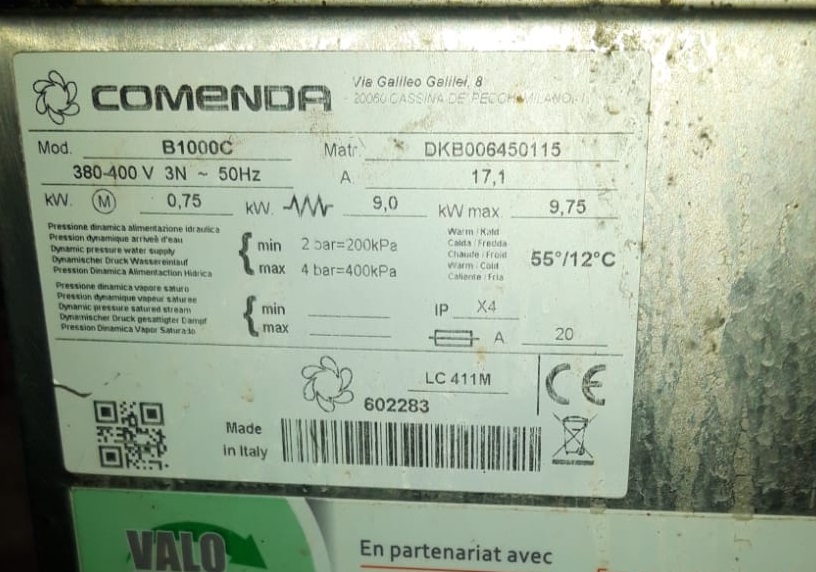 COMENDA
Via Galileo Galilei, 8
20060 CASSINA DE PECCHI MILANO
Mod. B1000C Matr. DKB006450115
380-400 V 3N ~ 50Hz A 17,1
kW. M 0,75 kW. 9,0 kW max 9,75
Pressione dinamica alimentazione idraulica
Pression dynamique arriveè d'eau
Dynamic pressure water supply
Dynamischer Druck Wassereinlauf
Pression Dinamica Alimentaction Hidrica
min 2 bar=200kPa
max 4 bar=400kPa
Warm / Kald
Calda / Fredda
Chaude / Froid
Warm / Cold
Caliente / Fria
55°/12°C
Pressione dinamica vapore saturo
Pression dynamique vapeur saturee
Dynamic pressure satured stream
Dynamischer Druck gesattigter Dampf
Pression Dinamica Vapor Saturado
min
max
IP X4
A 20
LC 411M
602283
CE
Made
in Italy
VALO
En partenariat avec